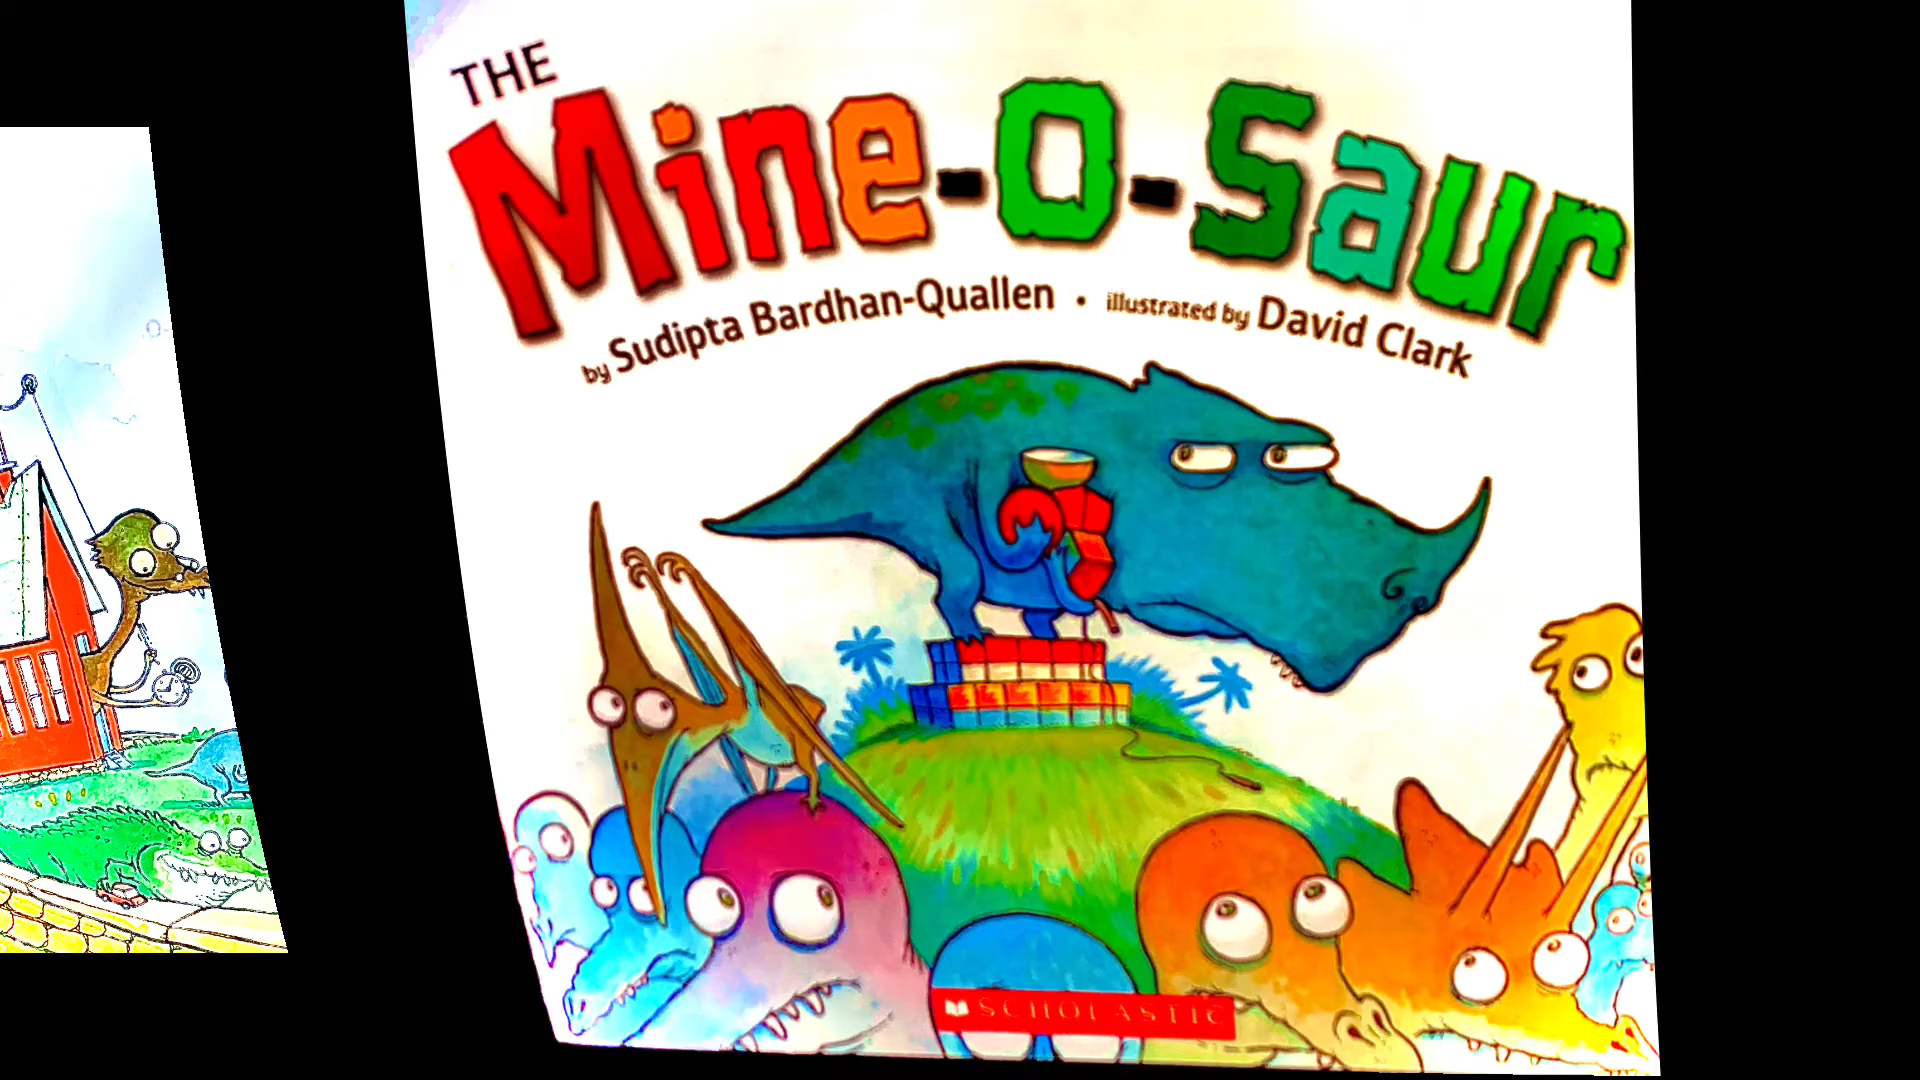 THE
Mine-o-saur
by Sudipta Bardhan-Quallen • illustrated by David Clark
SCHOLASTIC